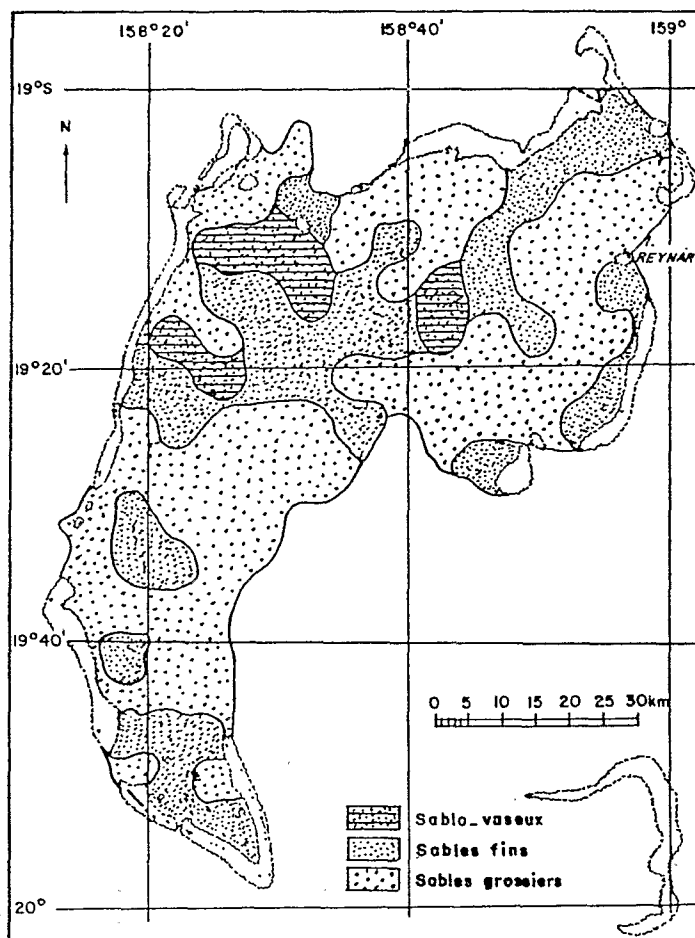 158°20' 158°40' 159°
19°S
N
REYNAR
19°20'
19°40'
0 5 10 15 20 25 30km
Sablo_vaseux
Sables fins
Sables grossiers
20°